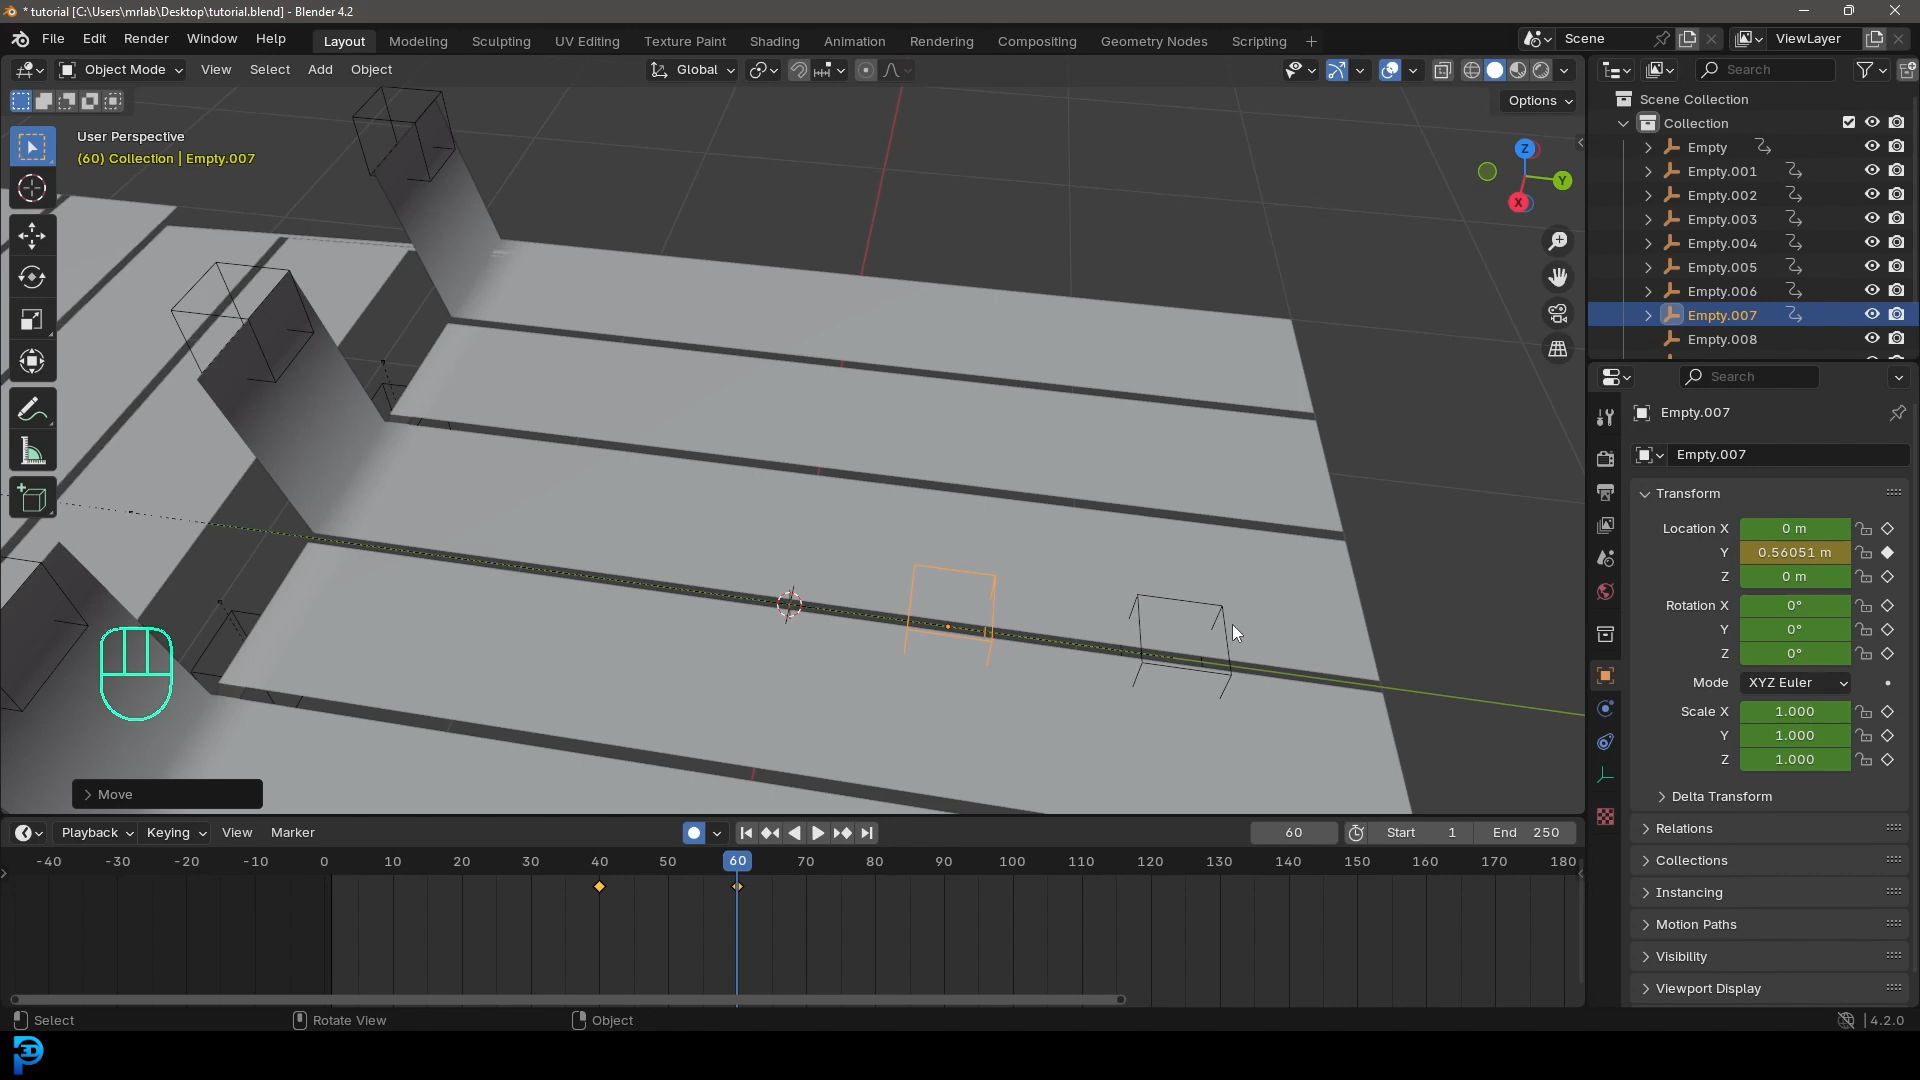 * tutorial [C:\Users\mrlab\Desktop\tutorial.blend] - Blender 4.2
File Edit Render Window Help
Layout Modeling Sculpting UV Editing Texture Paint Shading Animation Rendering Compositing Geometry Nodes Scripting +
Scene
ViewLayer
Object Mode View Select Add Object
Global
Search
Options
User Perspective
(60) Collection | Empty.007
Z
Y
X
Scene Collection
Collection
Empty
Empty.001
Empty.002
Empty.003
Empty.004
Empty.005
Empty.006
Empty.007
Empty.008
Search
Empty.007
Empty.007
Transform
Location X 0 m
Y 0.56051 m
Z 0 m
Rotation X 0°
Y 0°
Z 0°
Mode XYZ Euler
Scale X 1.000
Y 1.000
Z 1.000
Delta Transform
Relations
Collections
Instancing
Motion Paths
Visibility
Viewport Display
Move
Playback Keying View Marker
60 Start 1 End 250
-40 -30 -20 -10 0 10 20 30 40 50 60 70 80 90 100 110 120 130 140 150 160 170 180
Select Rotate View Object
4.2.0